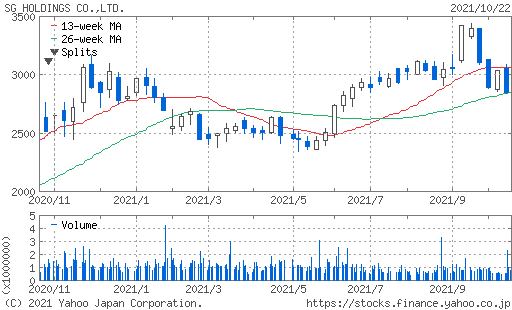 SG HOLDINGS CO.,LTD. 2021/10/22
3500
13-week MA
26-week MA
Splits
3000
2500
2000
2020/11 2021/1 2021/3 2021/5 2021/7 2021/9
5
Volume
4
3
2
1
0
(x1000000)
2020/11 2021/1 2021/3 2021/5 2021/7 2021/9
(C) 2021 Yahoo Japan Corporation. https://stocks.finance.yahoo.co.jp/